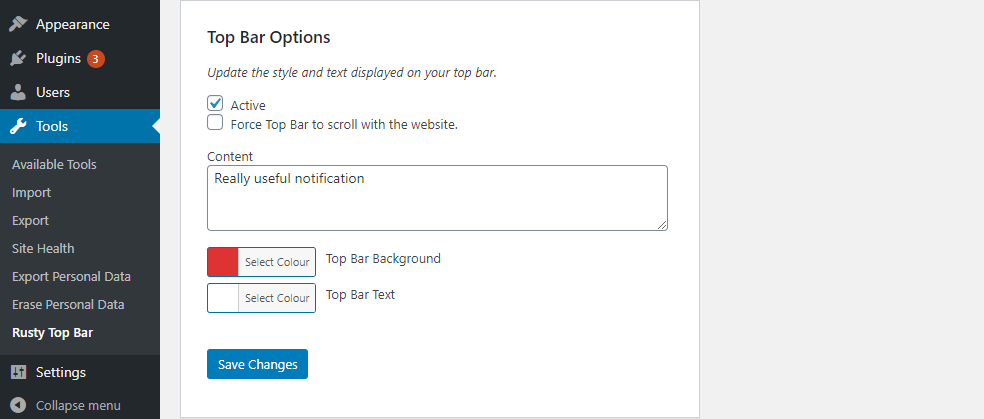 Appearance
Plugins 3
Users
Tools
Available Tools
Import
Export
Site Health
Export Personal Data
Erase Personal Data
Rusty Top Bar
Settings
Collapse menu
Top Bar Options
Update the style and text displayed on your top bar.
Active
Force Top Bar to scroll with the website.
Content
Really useful notification
Select Colour Top Bar Background
Select Colour Top Bar Text
Save Changes